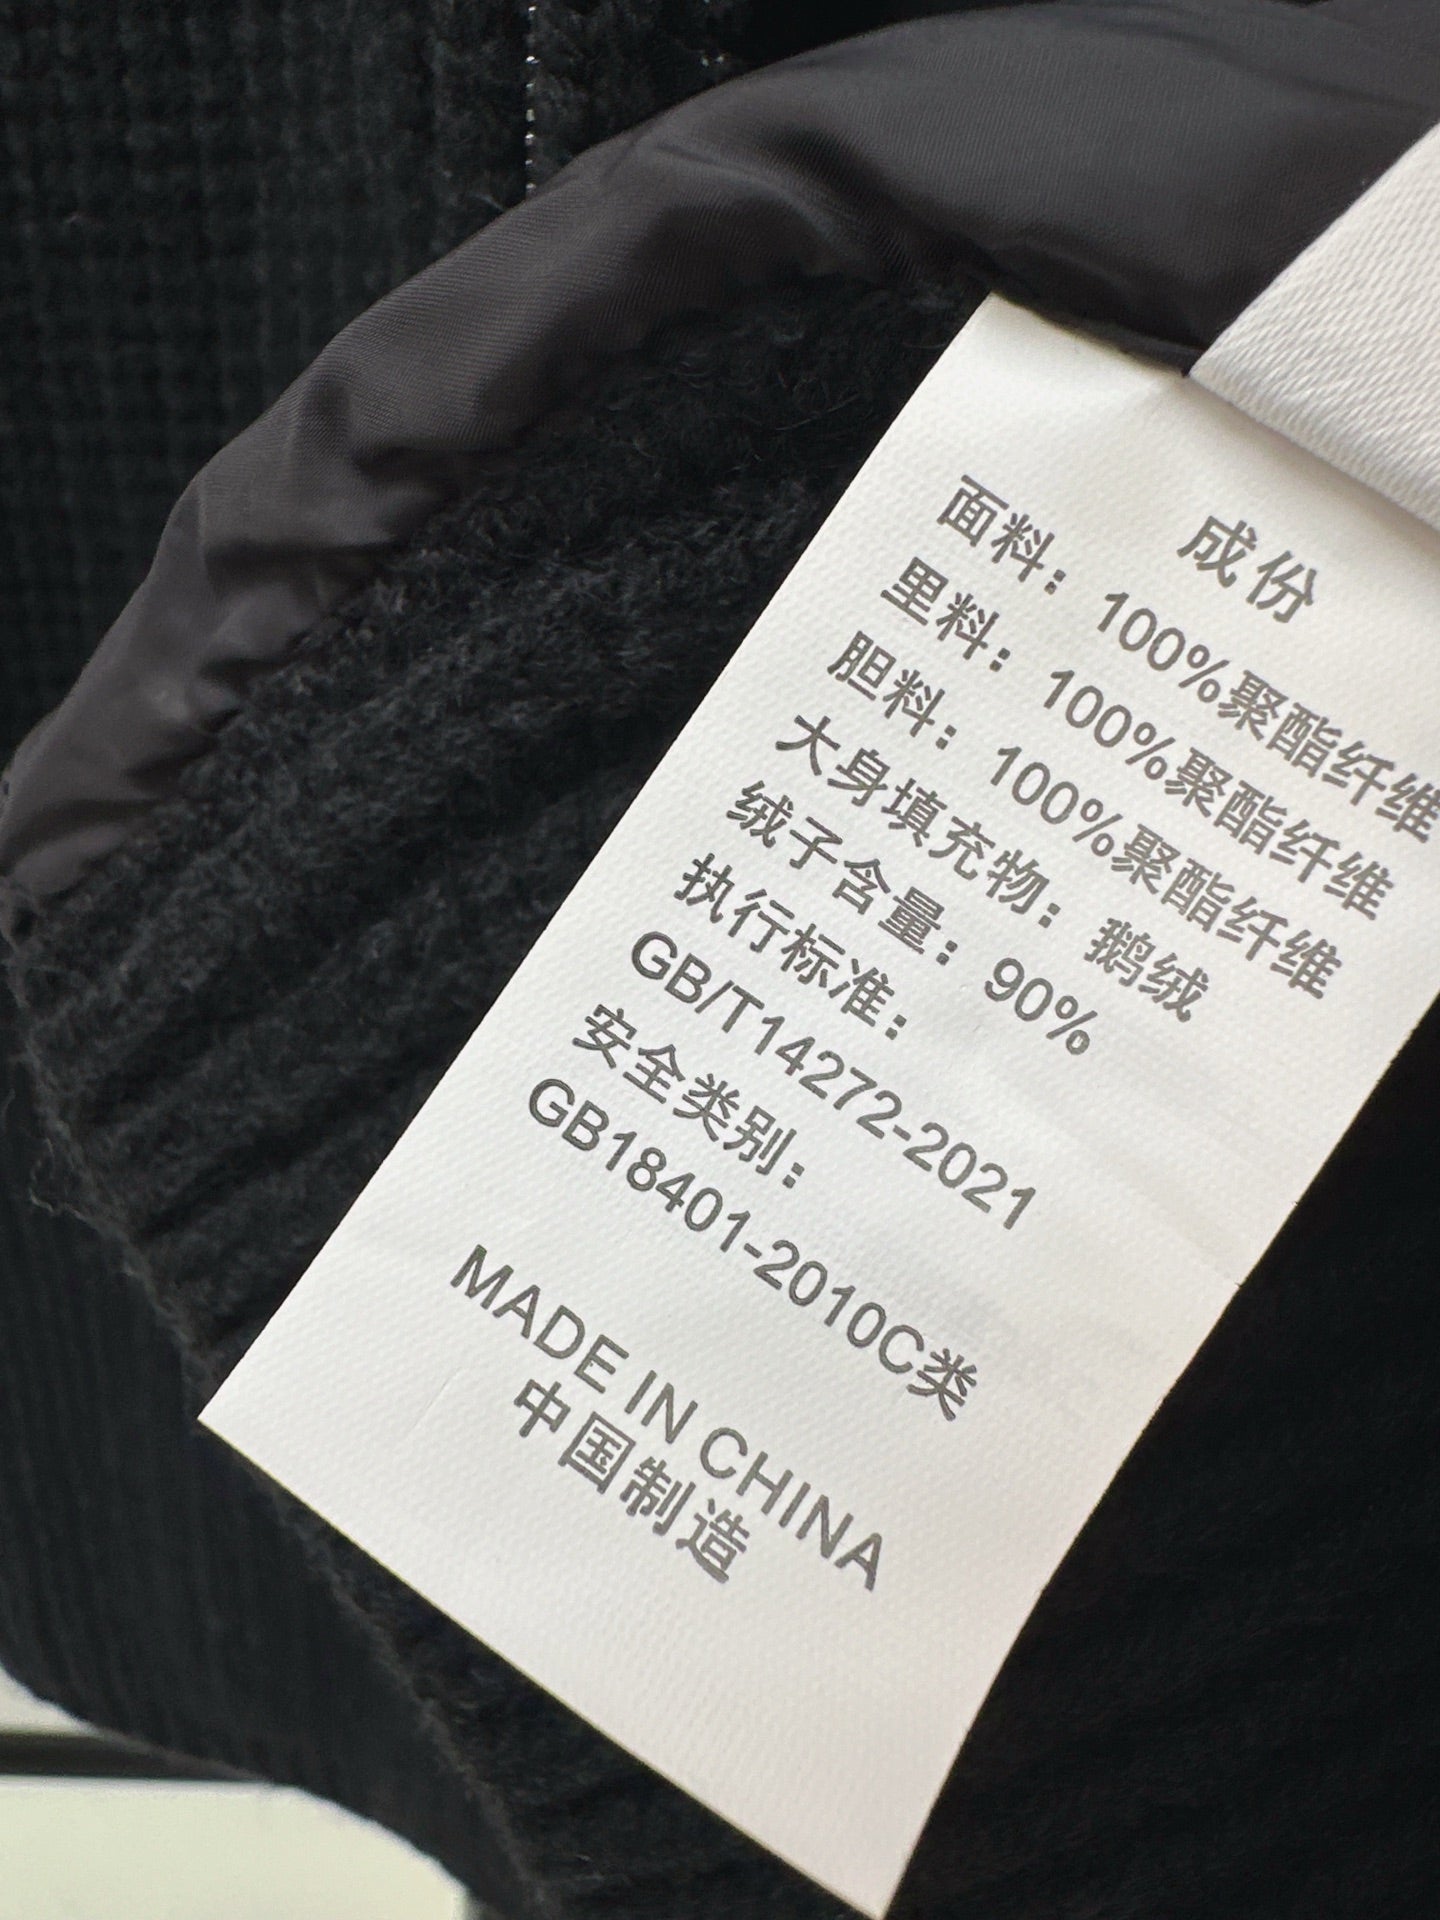 成份
面料：100%聚酯纤维
里料：100%聚酯纤维
胆料：100%聚酯纤维
大身填充物：鹅绒
绒子含量：90%
执行标准：
GB/T14272-2021
安全类别：
GB18401-2010C类
MADE IN CHINA
中国制造